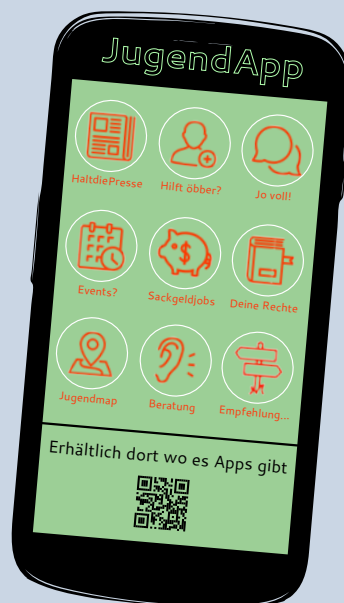 JugendApp
HaltdiePresse
Hilft öbber?
Jo voll!
Events?
Sackgeldjobs
Deine Rechte
Jugendmap
Beratung
Empfehlung...
Erhältlich dort wo es Apps gibt